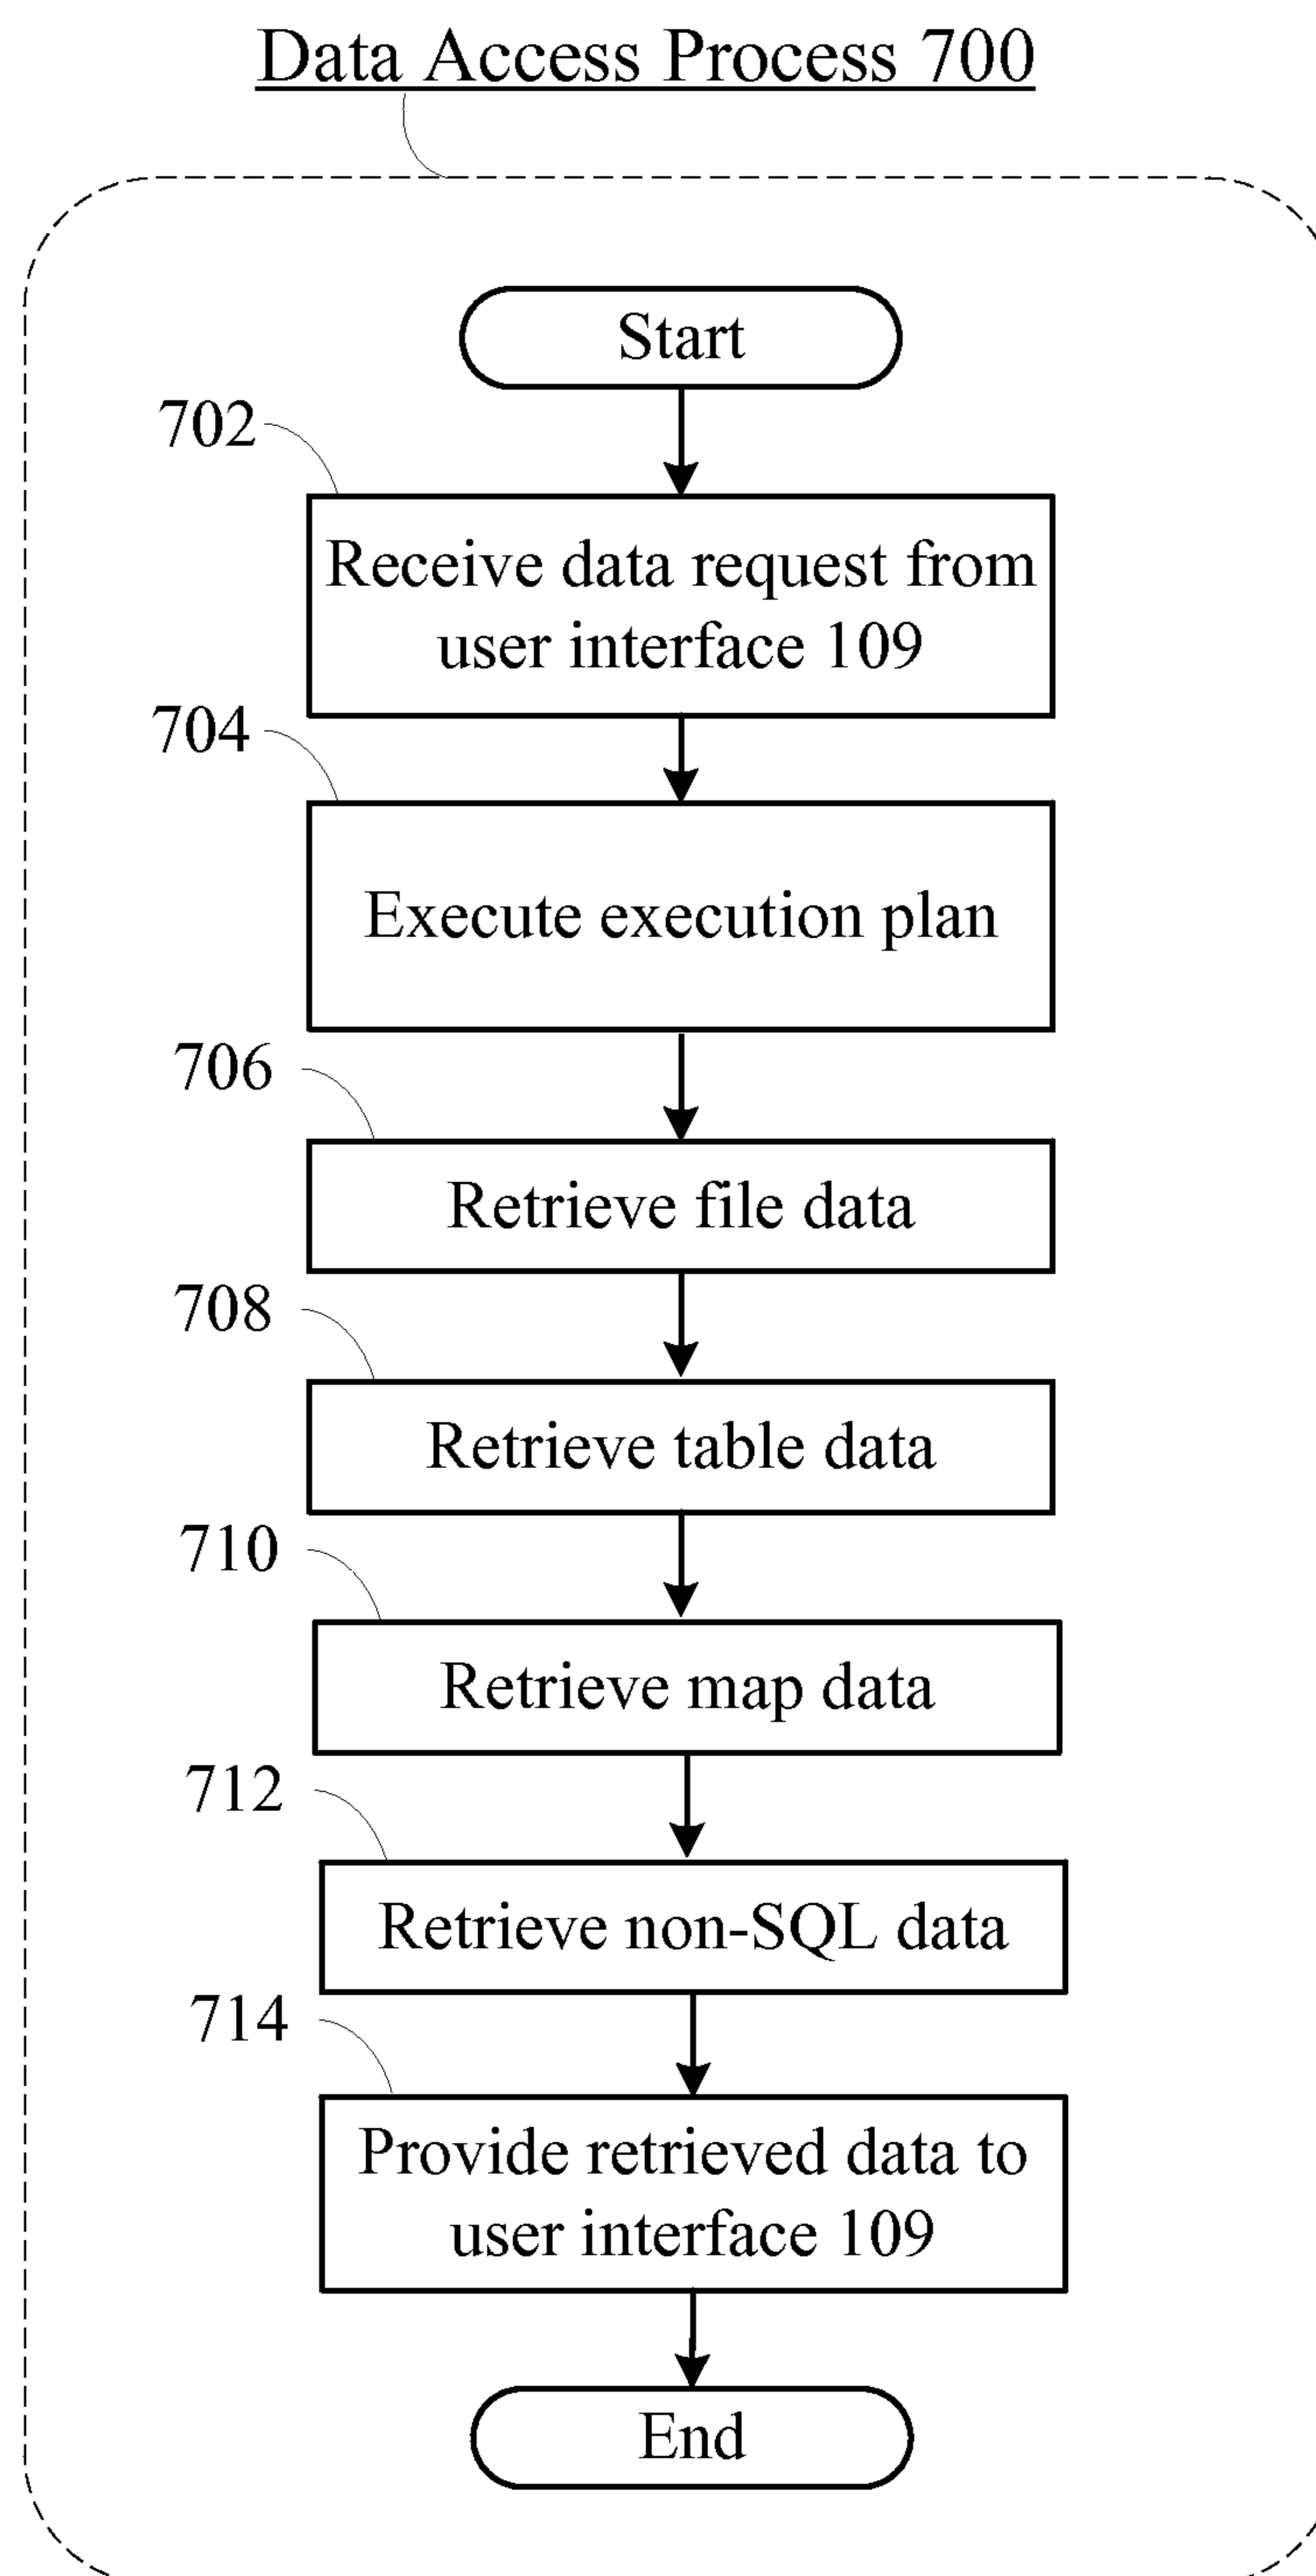 Data Access Process 700
Start
702
Receive data request from
user interface 109
704
Execute execution plan
706
Retrieve file data
708
Retrieve table data
710
Retrieve map data
712
Retrieve non-SQL data
714
Provide retrieved data to
user interface 109
End